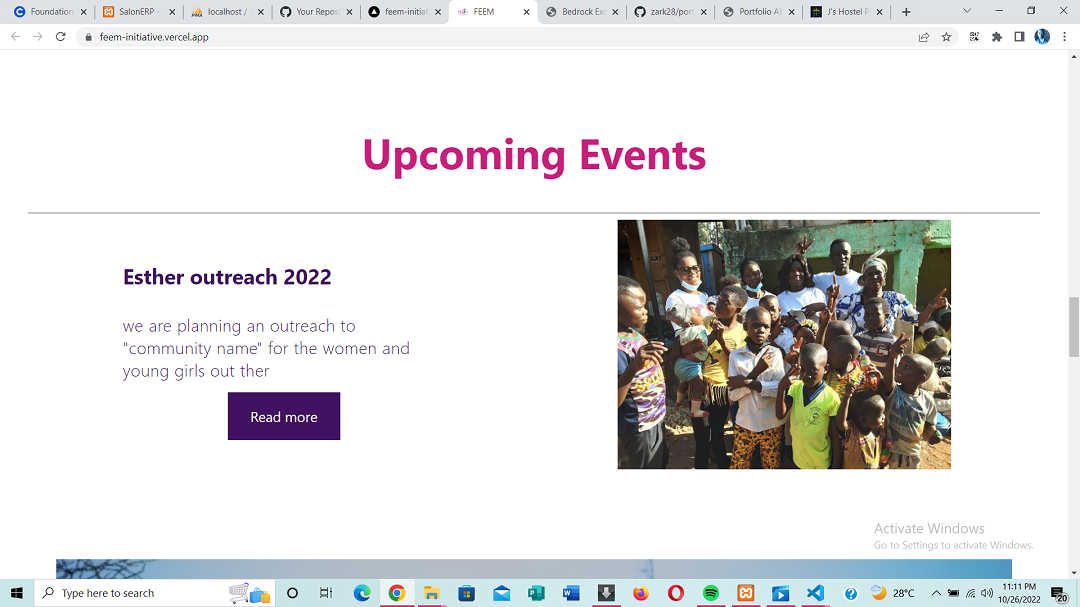 Foundation
SalonERP -
localhost /
Your Repos
feem-initia
FEEM
Bedrock Exc
zark28/port
Portfolio A
J's Hostel P
feem-initiative.vercel.app
Upcoming Events
Esther outreach 2022
we are planning an outreach to
"community name" for the women and
young girls out ther
Read more
Activate Windows
Go to Settings to activate Windows.
Type here to search
28°C
11:11 PM
10/26/2022
20